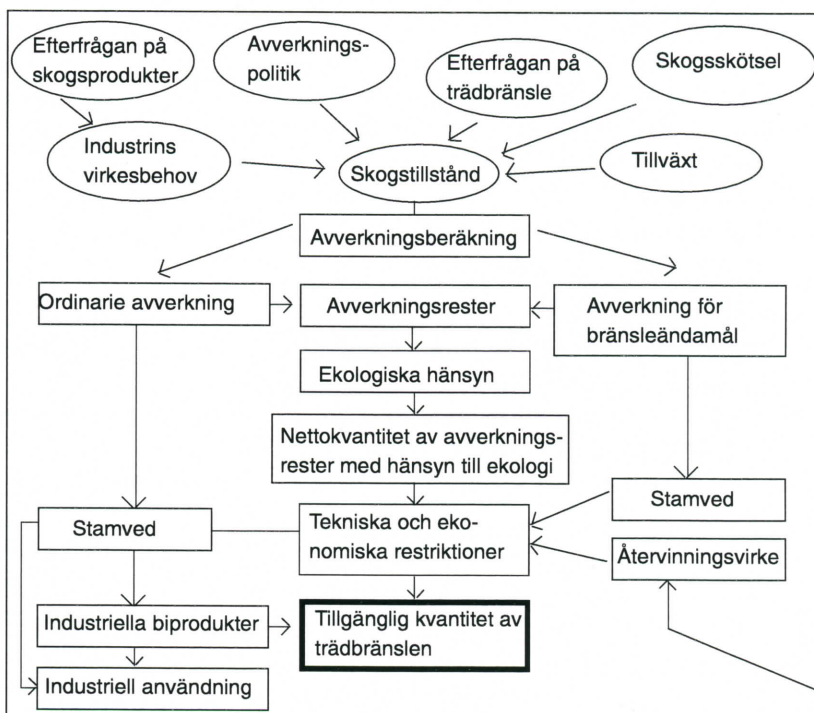 Efterfrågan på
skogsprodukter
Avverknings-
politik
Efterfrågan på
trädbränsle
Skogsskötsel
Industrins
virkesbehov
Skogstillstånd
Tillväxt
Avverkningsberäkning
Ordinarie avverkning
Avverkningsrester
Avverkning för
bränsleändamål
Ekologiska hänsyn
Nettokvantitet av avverknings-
rester med hänsyn till ekologi
Stamved
Tekniska och eko-
nomiska restriktioner
Stamved
Återvinningsvirke
Industriella biprodukter
Tillgänglig kvantitet av
trädbränslen
Industriell användning